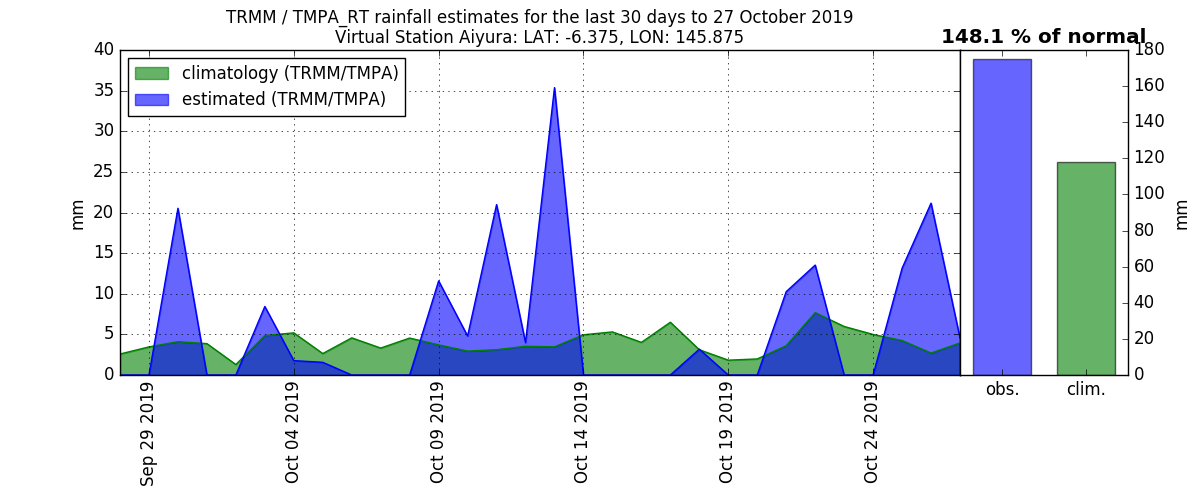 TRMM / TMPA_RT rainfall estimates for the last 30 days to 27 October 2019
Virtual Station Aiyura: LAT: -6.375, LON: 145.875
148.1 % of normal
climatology (TRMM/TMPA)
estimated (TRMM/TMPA)
mm
40
35
30
25
20
15
10
5
0
Sep 29 2019
Oct 04 2019
Oct 09 2019
Oct 14 2019
Oct 19 2019
Oct 24 2019
obs.
clim.
180
160
140
120
100
80
60
40
20
0
mm